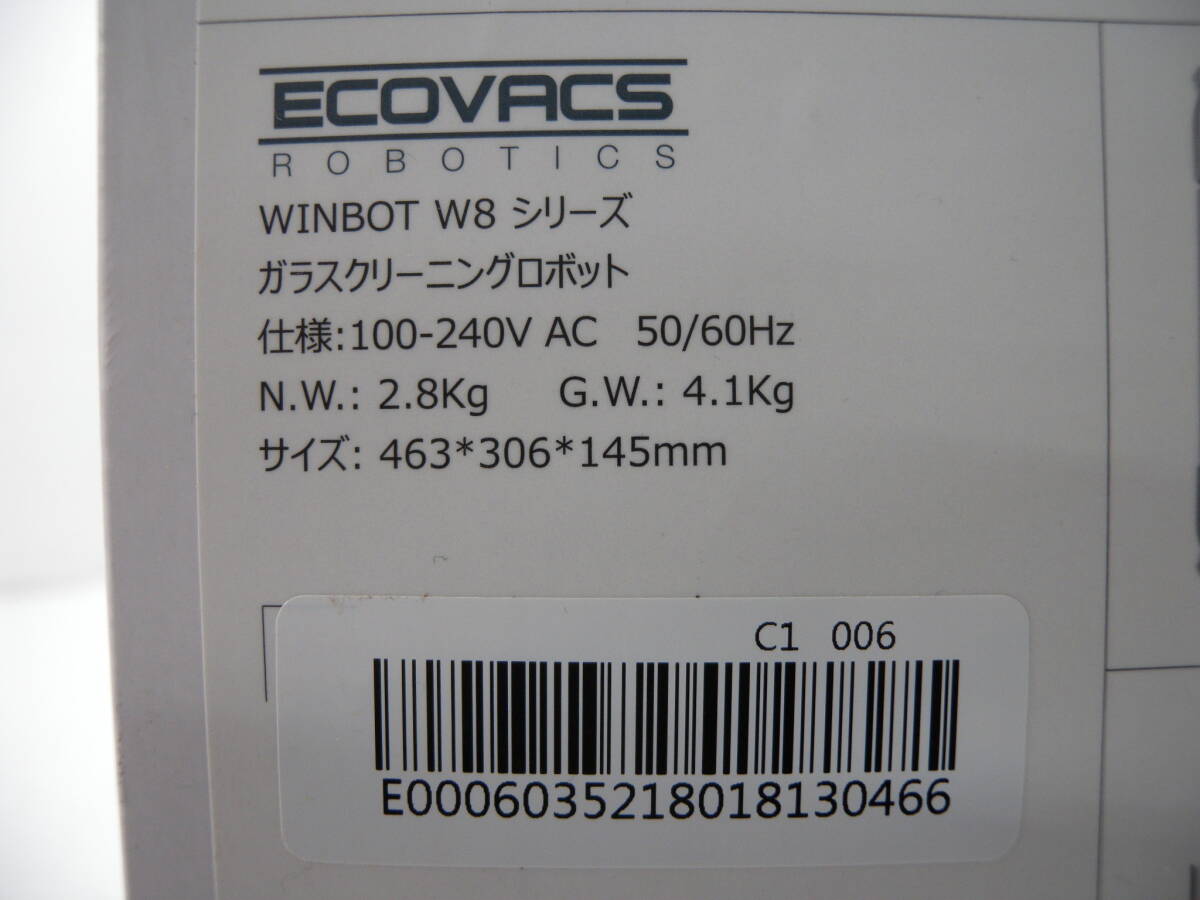 ECOVACS
ROBOTICS
WINBOT W8 シリーズ
ガラスクリーニングロボット
仕様:100-240V AC 50/60Hz
N.W.: 2.8Kg G.W.: 4.1Kg
サイズ: 463*306*145mm
C1 006
E0006035218018130466